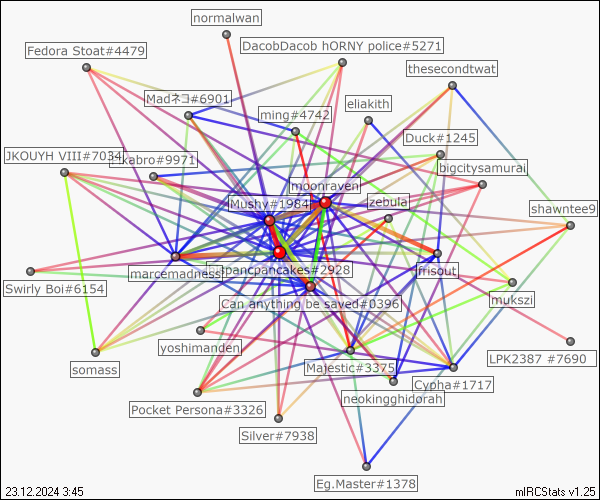 normalwan
Fedora Stoat#4479
DacobDacob hORNY police#5271
thesecondtwat
Madネコ#6901
eliakith
ming#4742
Duck#1245
JKOUYH VIII#7034
kabro#9971
bigcitysamurai
moonraven
Mushy#1984
zebula
shawntee9
marcemadness
pancpancakes#2928
frisout
Swirly Boi#6154
Can anything be saved#0396
mukszi
yoshimanden
LPK2387 #7690
somass
Majestic#3375
Cypha#1717
neokingghidorah
Pocket Persona#3326
Silver#7938
Eg.Master#1378
23.12.2024 3:45
mIRCStats v1.25